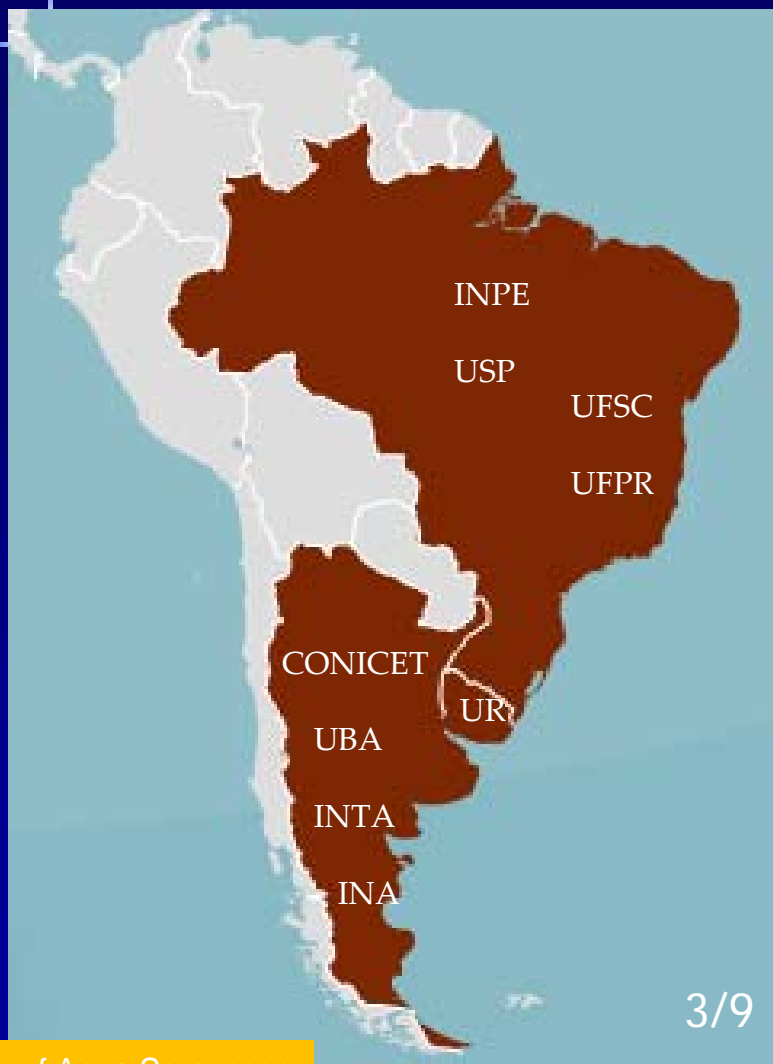 INPE
USP
UFSC
UFPR
CONICET
UR
UBA
INTA
INA
3/9